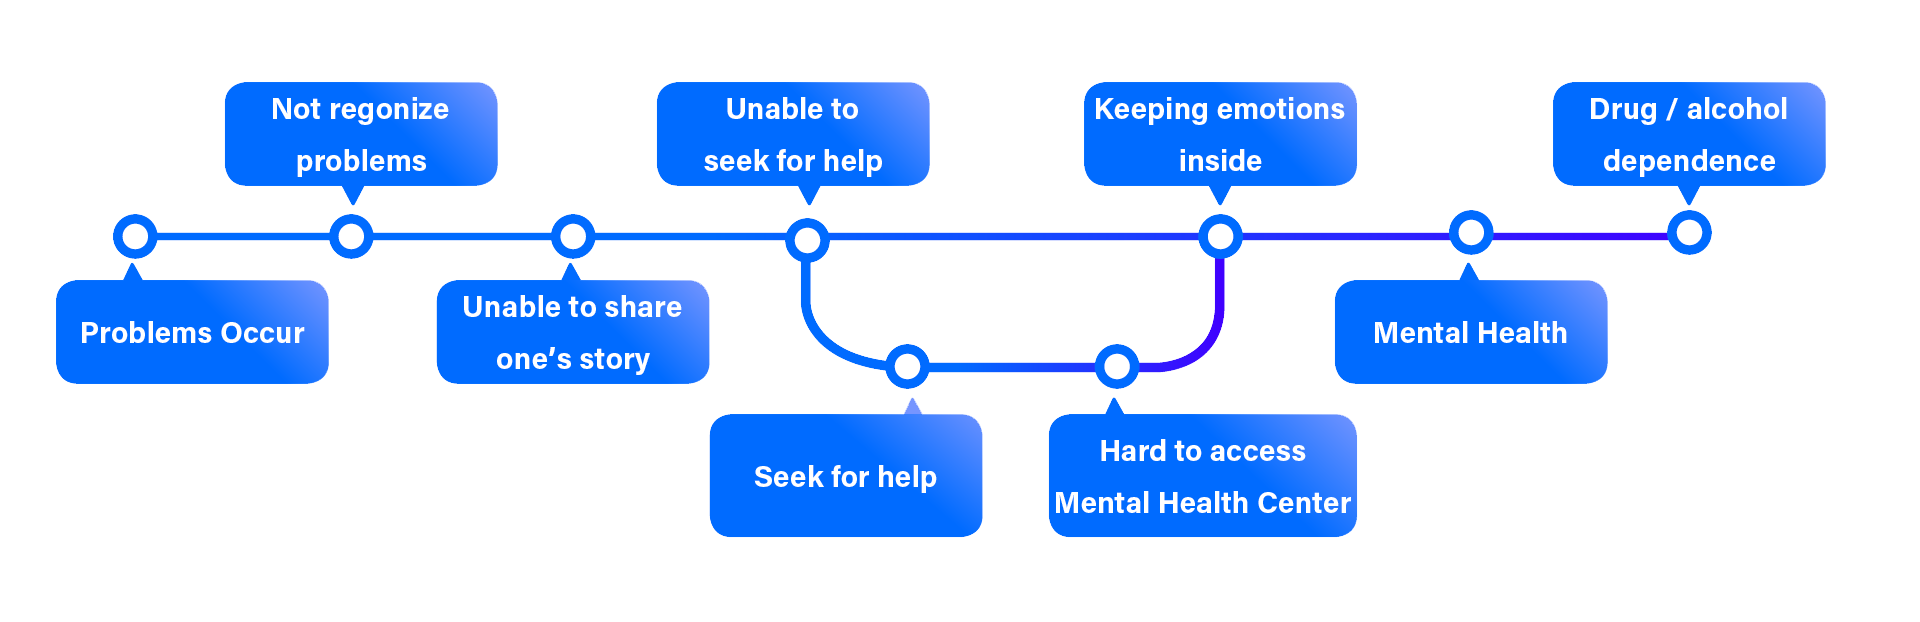 Not regonize
problems
Unable to
seek for help
Keeping emotions
inside
Drug / alcohol
dependence
Problems Occur
Unable to share
one’s story
Mental Health
Seek for help
Hard to access
Mental Health Center